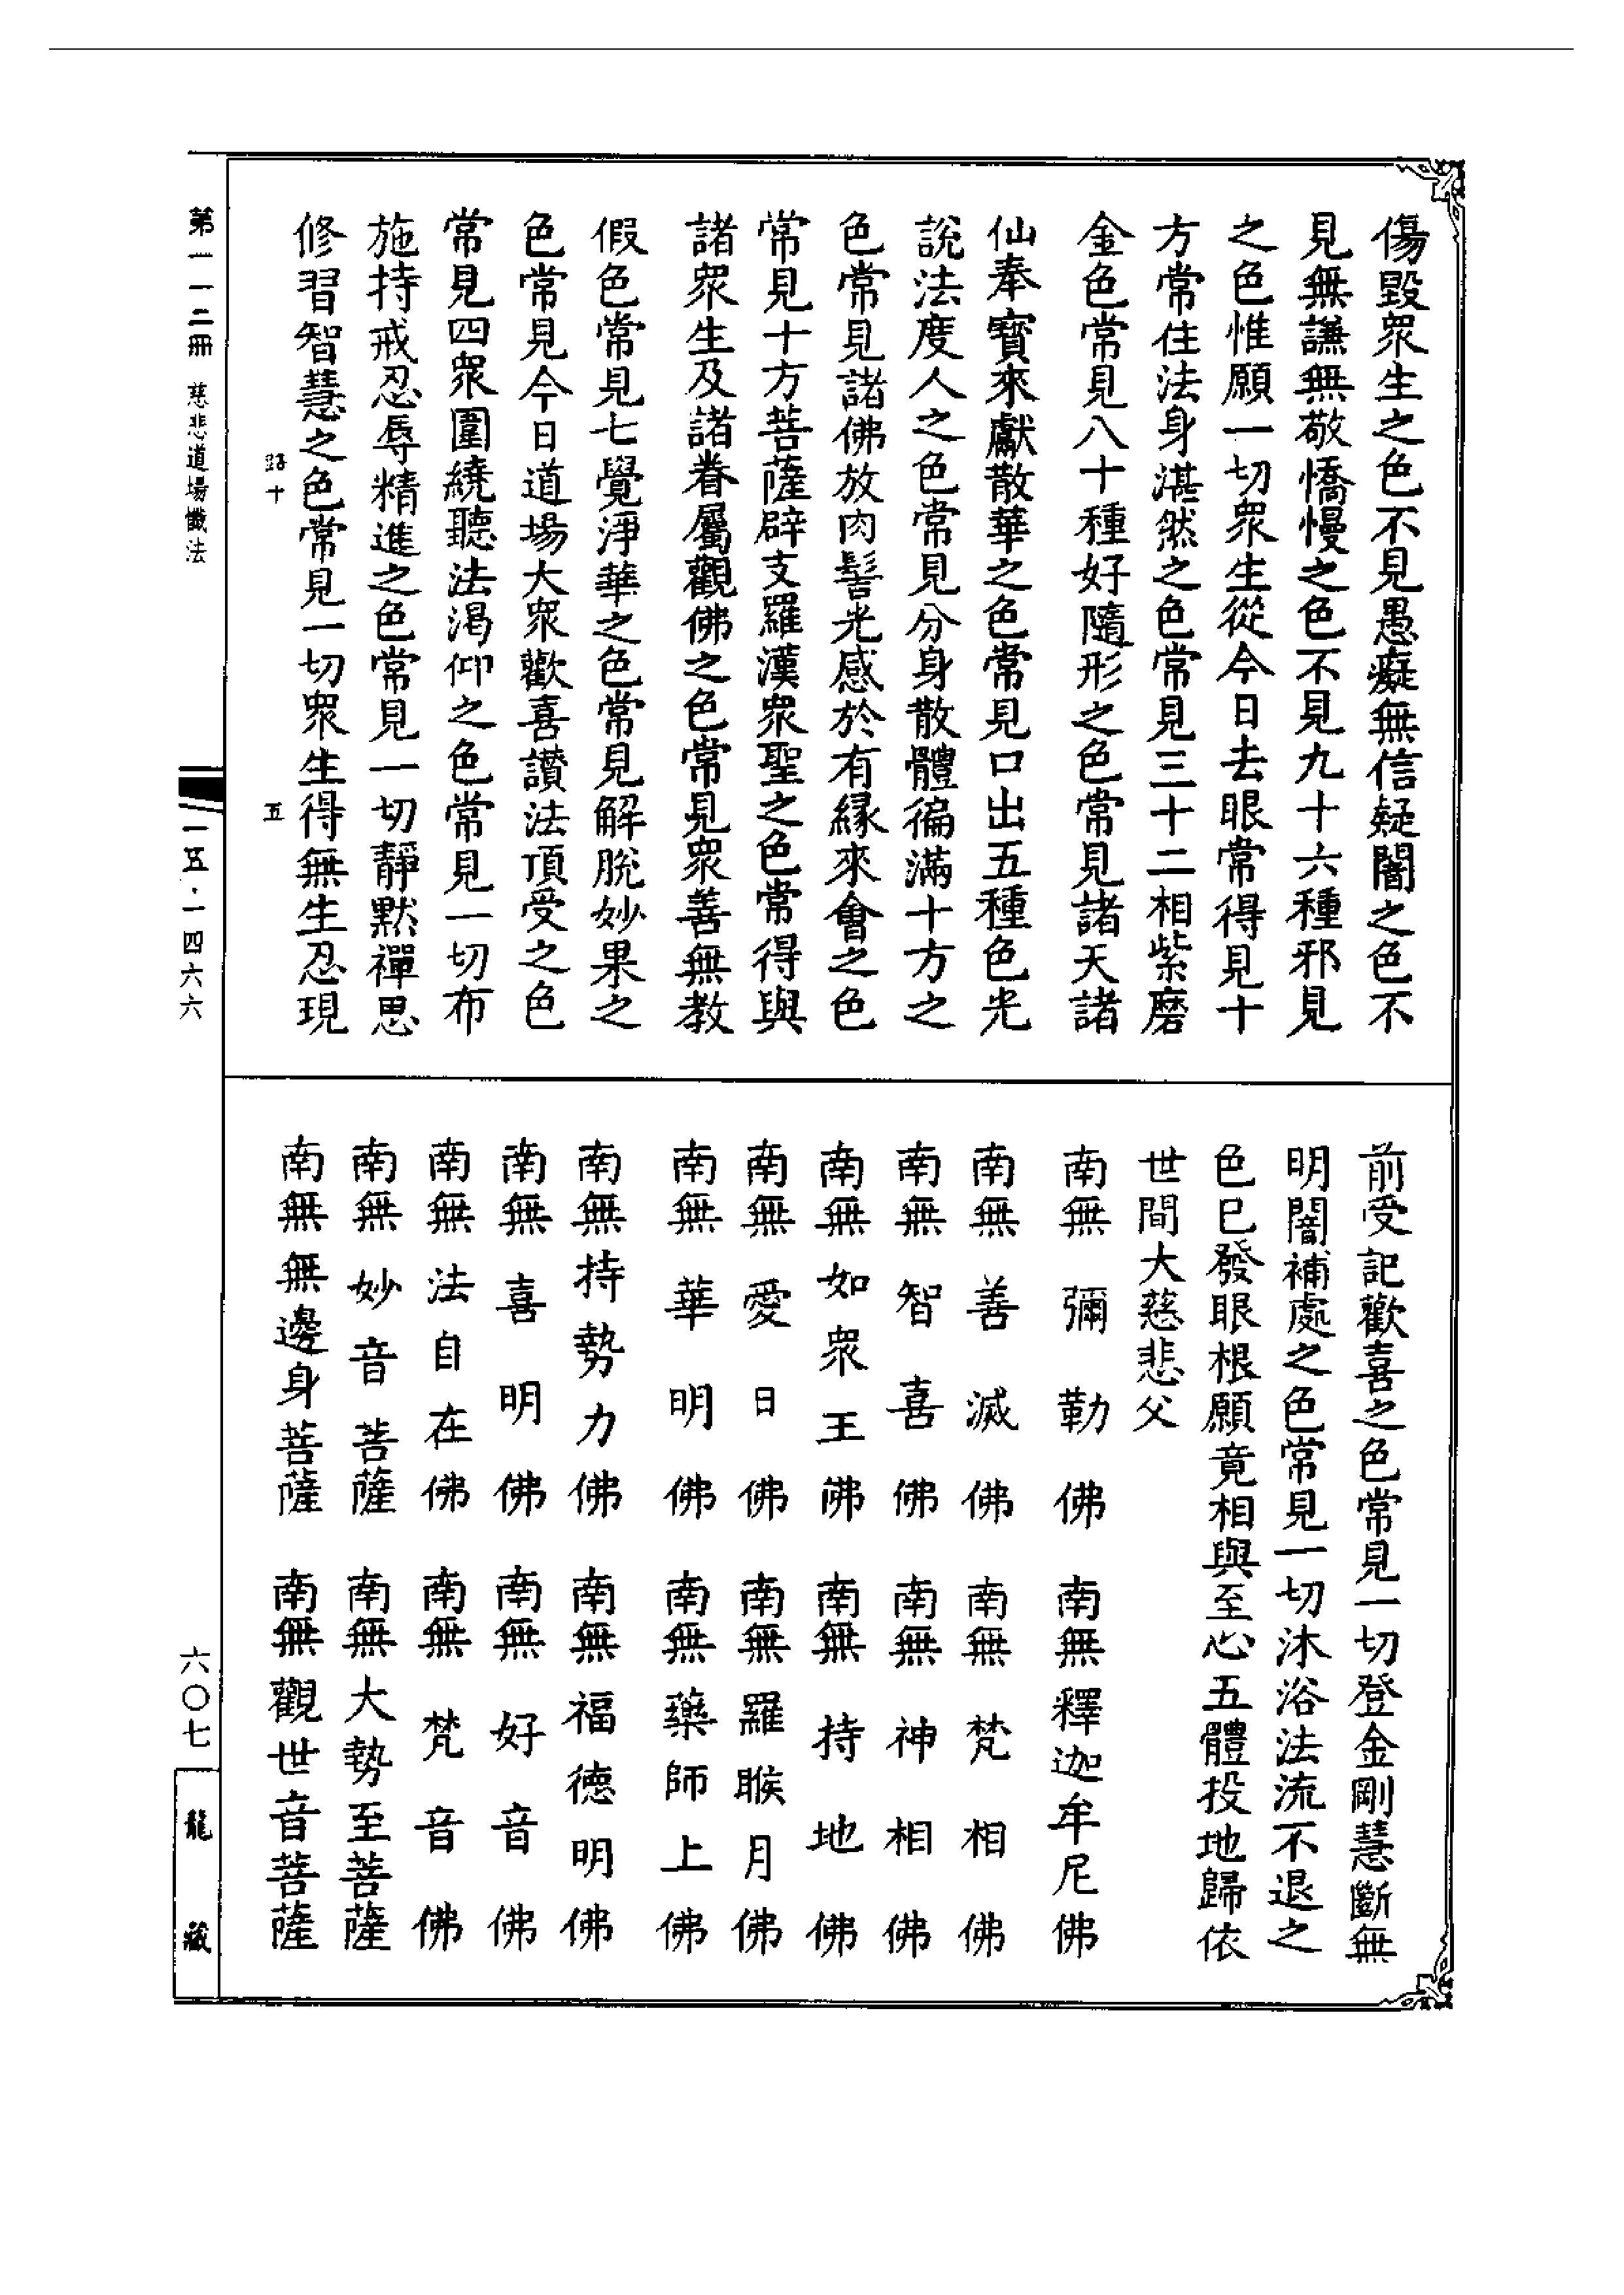 傷毀衆生之色不見愚癡無信疑闇之色不
見無謙無敬憍慢之色不見九十六種邪見
之色惟願一切衆生從今日去眼常得見十
方常住法身湛然之色常見三十二相紫磨
金色常見八十種好隨形之色常見諸天諸
仙奉寶來獻散華之色常見口出五種色光
說法度人之色常見分身散體徧滿十方之
色常見諸佛放肉髻光感於有緣來會之色
常見十方菩薩辟支羅漢衆聖之色常得與
諸衆生及諸眷屬觀佛之色常見衆善無教
假色常見七覺淨華之色常見解脫妙果之
色常見今日道場大衆歡喜讚法頂受之色
常見四衆圍繞聽法渴仰之色常見一切布
施持戒忍辱精進之色常見一切靜默禪思
修習智慧之色常見一切衆生得無生忍現
路十 五
前受記歡喜之色常見一切登金剛慧斷無
明闇補處之色常見一切沐浴法流不退之
色巳發眼根願竟相與至心五體投地歸依
世間大慈悲父
南無彌勒佛 南無釋迦牟尼佛
南無善滅佛 南無梵相佛
南無智喜佛 南無神相佛
南無如衆王佛 南無持地佛
南無愛日佛 南無羅睺月佛
南無華明佛 南無藥師上佛
南無持勢力佛 南無福德明佛
南無喜明佛 南無好音佛
南無法自在佛 南無梵音佛
南無妙音菩薩 南無大勢至菩薩
南無無邊身菩薩 南無觀世音菩薩
第一一二冊 慈悲道場懺法
一五·一四六六
六〇七
龍藏